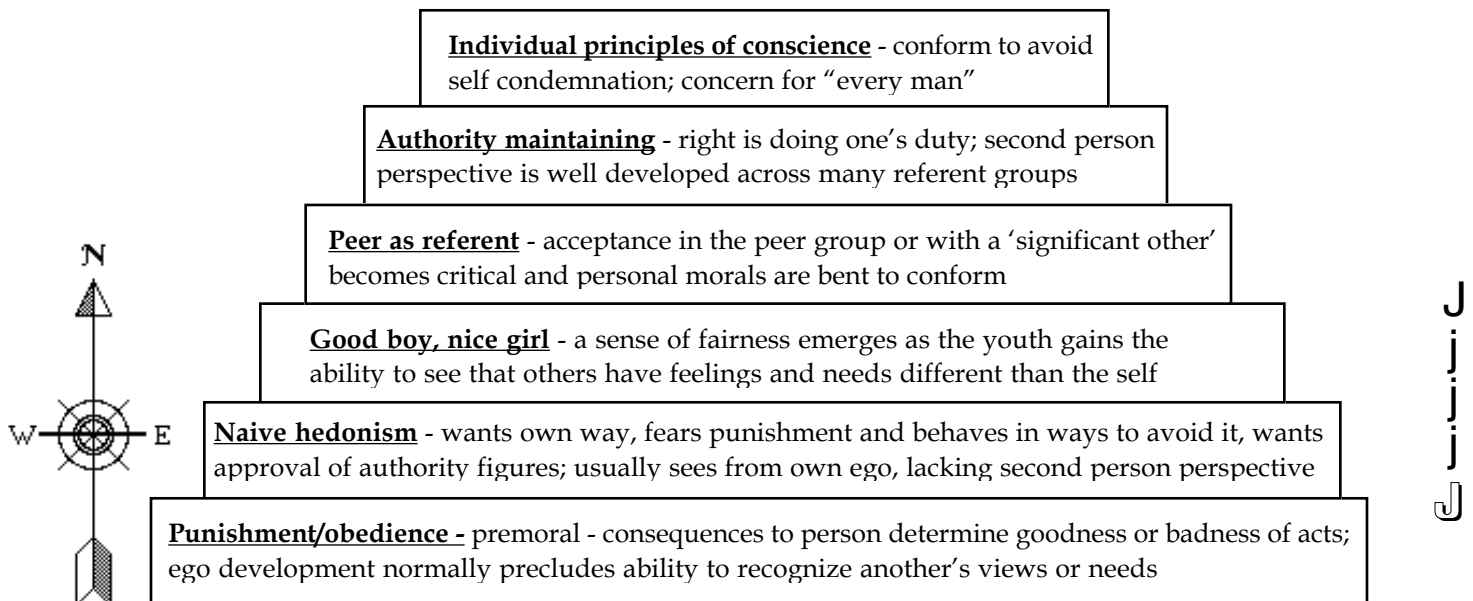 Individual principles of conscience - conform to avoid
self condemnation; concern for “every man”
Authority maintaining - right is doing one’s duty; second person
perspective is well developed across many referent groups
Peer as referent - acceptance in the peer group or with a ‘significant other’
becomes critical and personal morals are bent to conform
Good boy, nice girl - a sense of fairness emerges as the youth gains the
ability to see that others have feelings and needs different than the self
Naive hedonism - wants own way, fears punishment and behaves in ways to avoid it, wants
approval of authority figures; usually sees from own ego, lacking second person perspective
Punishment/obedience - premoral - consequences to person determine goodness or badness of acts;
ego development normally precludes ability to recognize another’s views or needs
N
W E
J
j
j
j
J